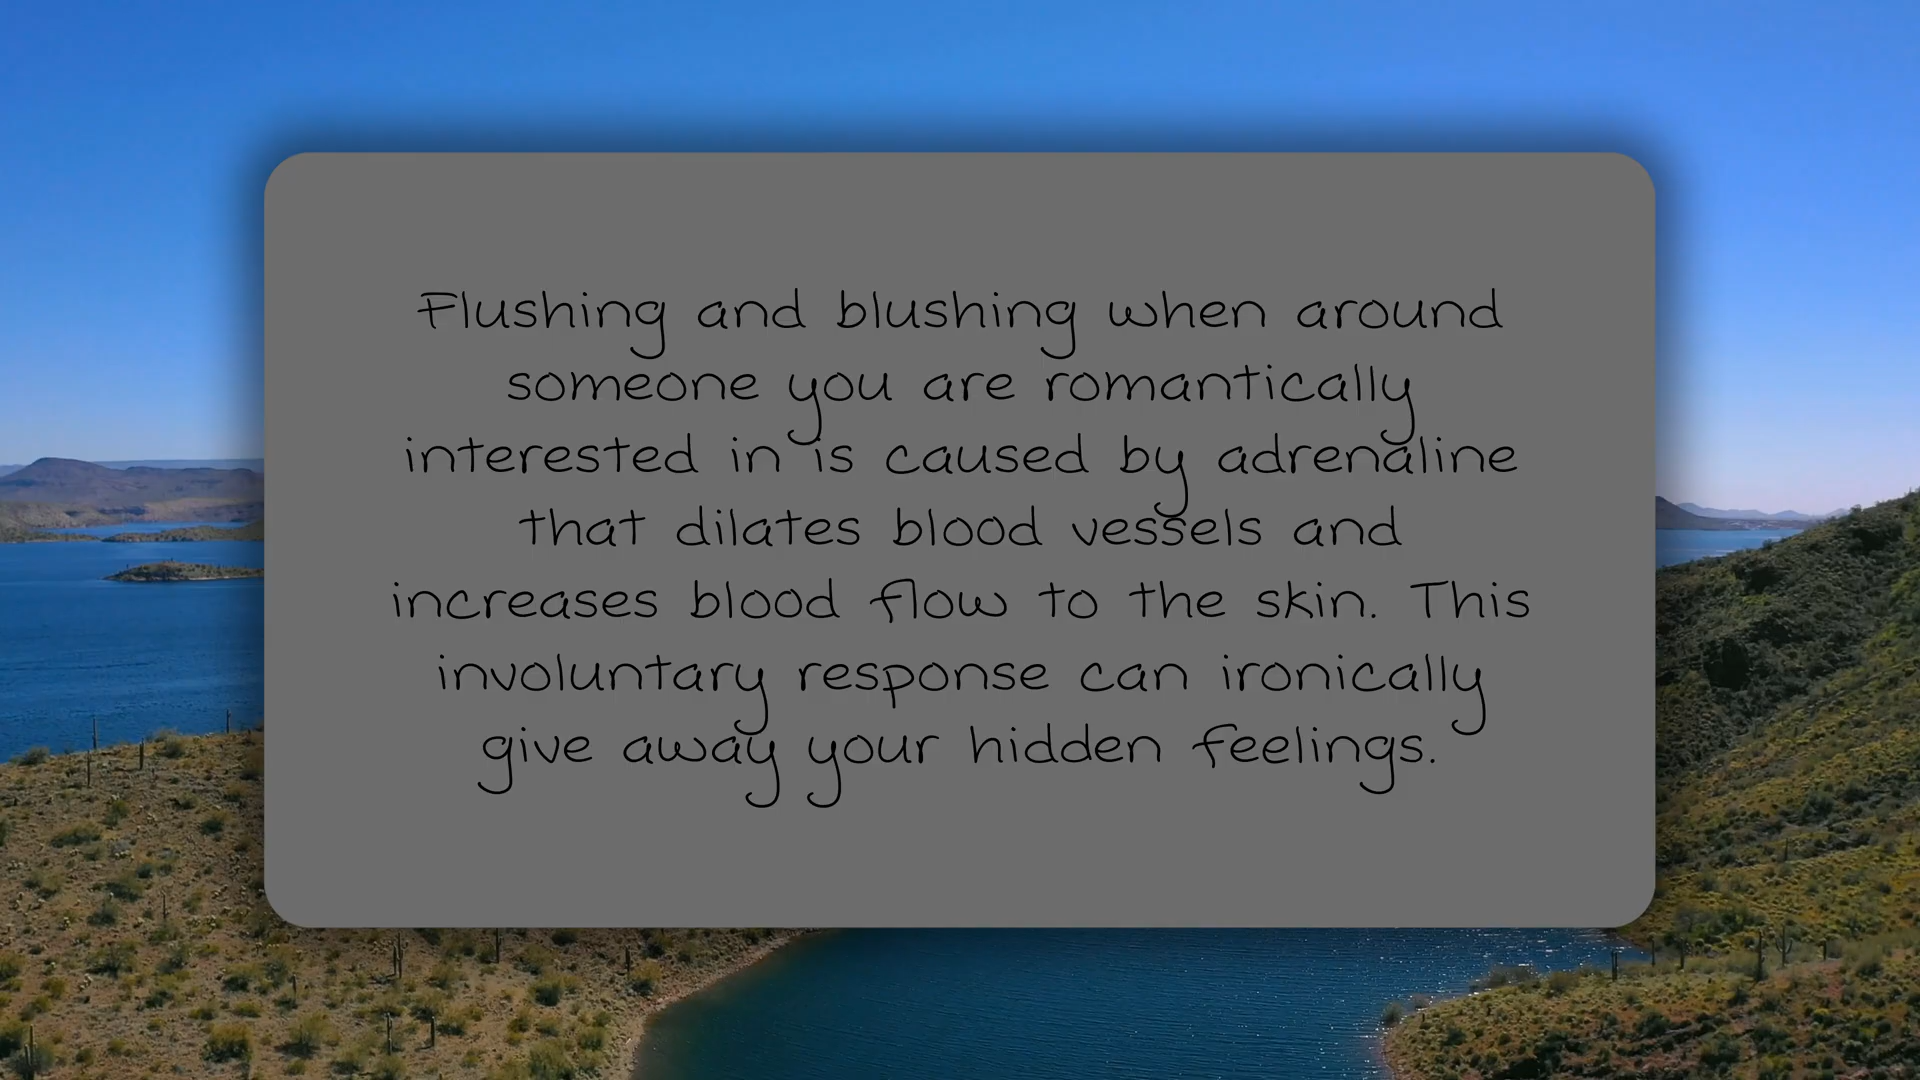 Flushing and blushing when around
someone you are romantically
interested in is caused by adrenaline
that dilates blood vessels and
increases blood flow to the skin. This
involuntary response can ironically
give away your hidden feelings.